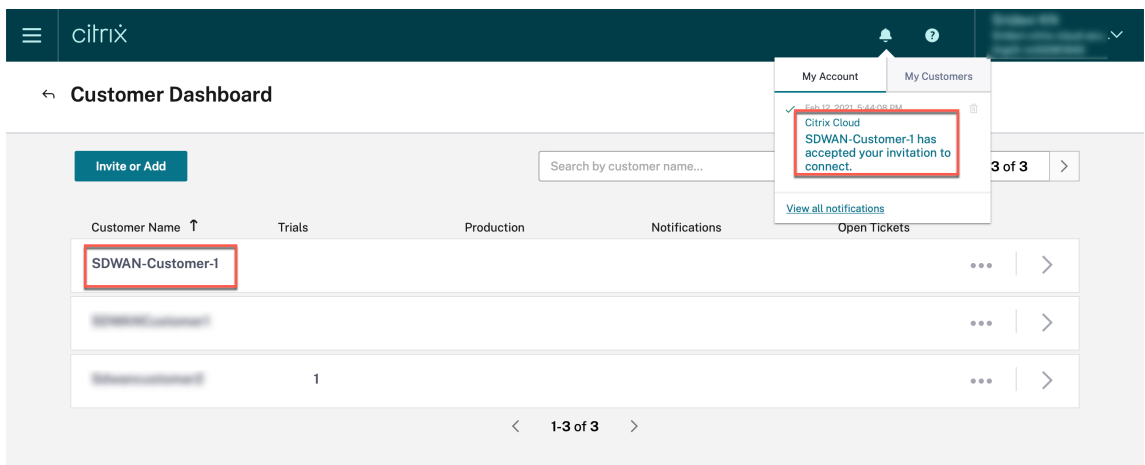 citrix
?
My Account My Customers
Customer Dashboard
Feb 12, 2021, 5:44:08 PM
Citrix Cloud
SDWAN-Customer-1 has
accepted your invitation to
connect.
View all notifications
Invite or Add
Search by customer name...
3 of 3
Customer Name ↑ Trials Production Notifications Open Tickets
SDWAN-Customer-1
1
1-3 of 3